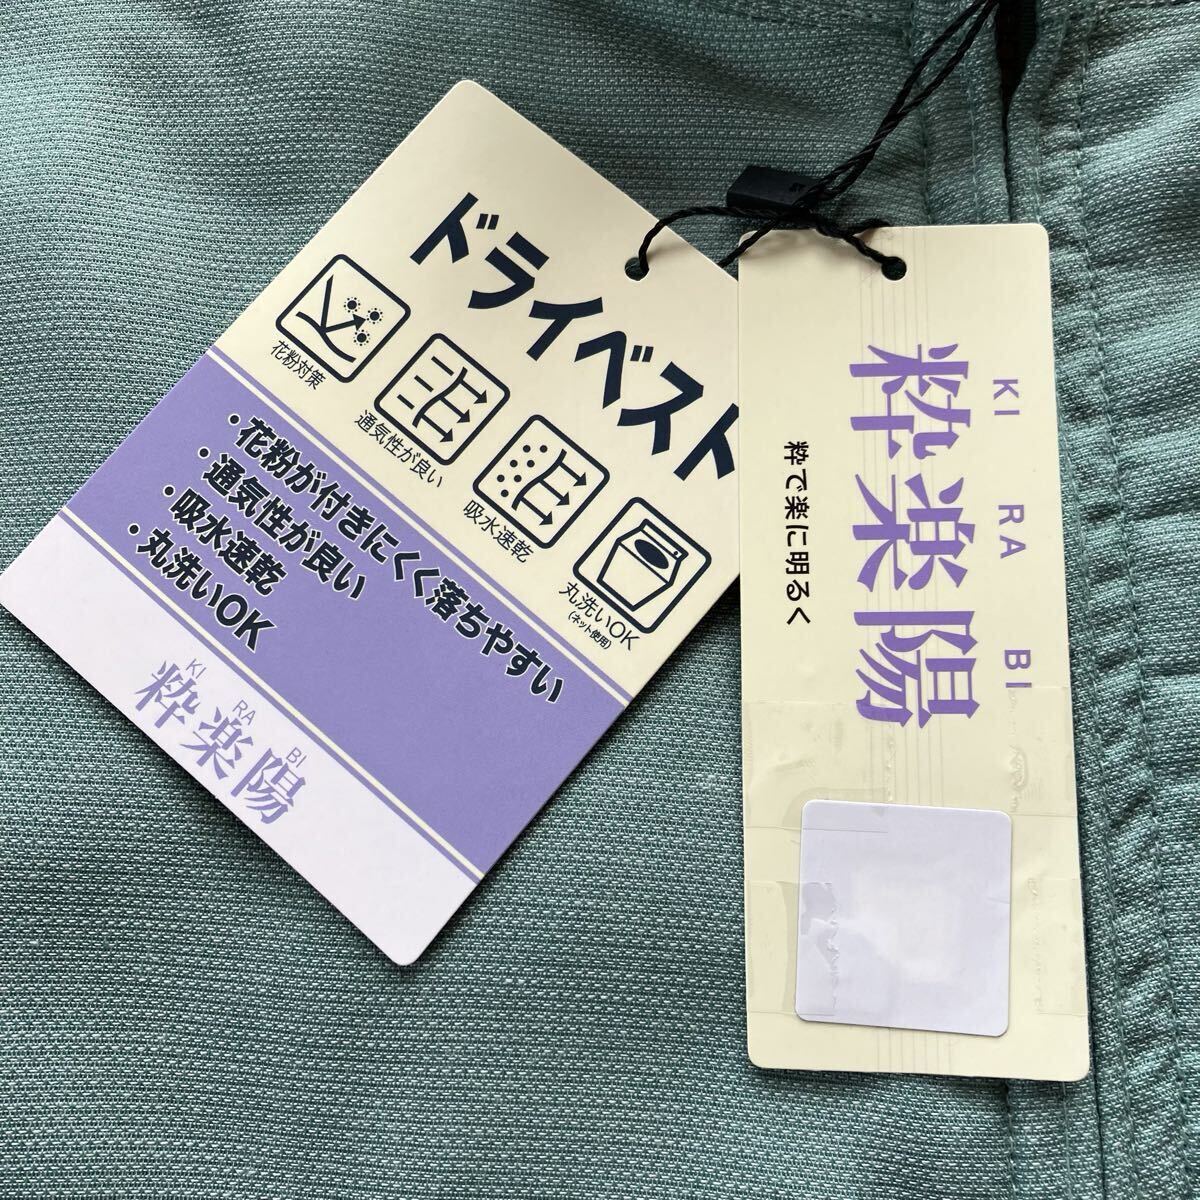 ドライベスト
花粉対策
通気性が良い
吸水速乾
丸洗いOK
(ネット使用)
・花粉が付きにくく落ちやすい
・通気性が良い
・吸水速乾
・丸洗いOK
KI RA BI
粋楽陽
KI RA BI
粋楽陽
粋で楽に明るく